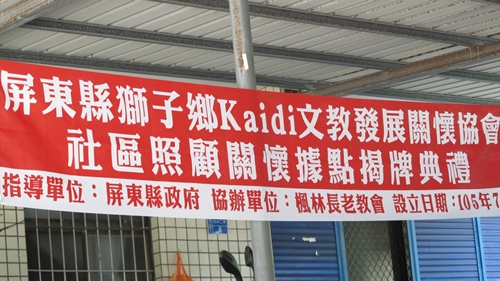 屏東縣獅子鄉Kaidi文教發展關懷協會
社區照顧關懷據點揭牌典禮
指導單位：屏東縣政府 協辦單位：楓林長老教會 設立日期：105年7